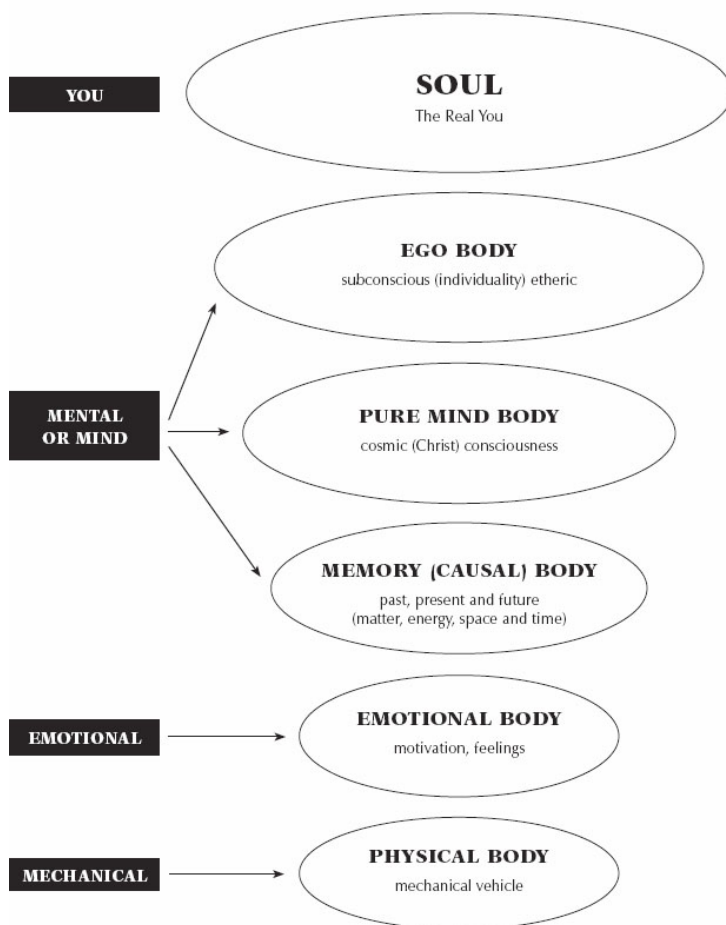 YOU
SOUL
The Real You
EGO BODY
subconscious (individuality) etheric
MENTAL
OR MIND
PURE MIND BODY
cosmic (Christ) consciousness
MEMORY (CAUSAL) BODY
past, present and future
(matter, energy, space and time)
EMOTIONAL
EMOTIONAL BODY
motivation, feelings
MECHANICAL
PHYSICAL BODY
mechanical vehicle